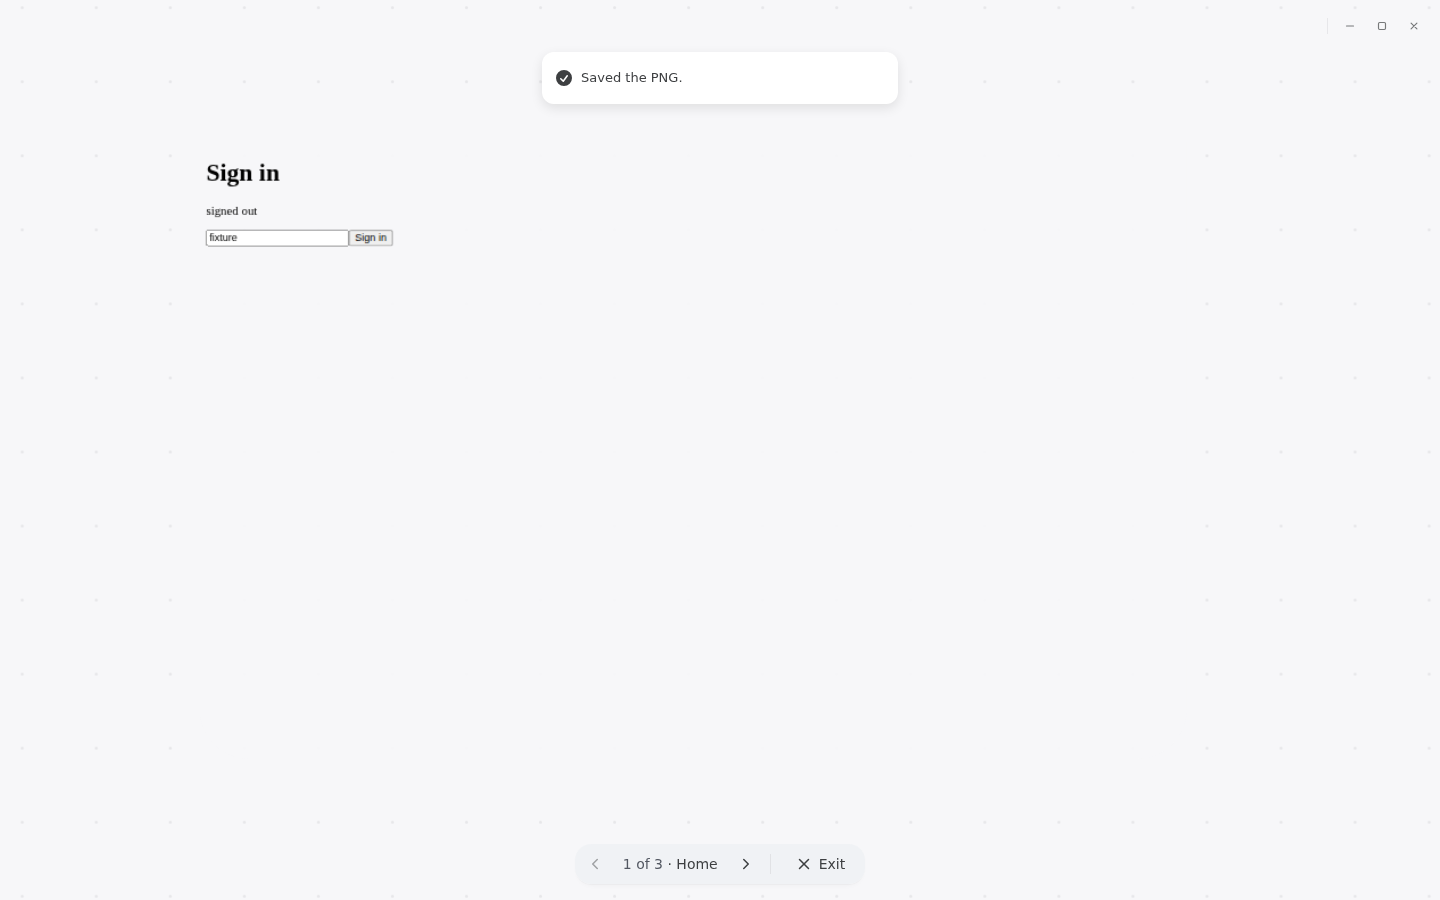 Saved the PNG.
Sign in
signed out
fixture Sign in
1 of 3 · Home Exit